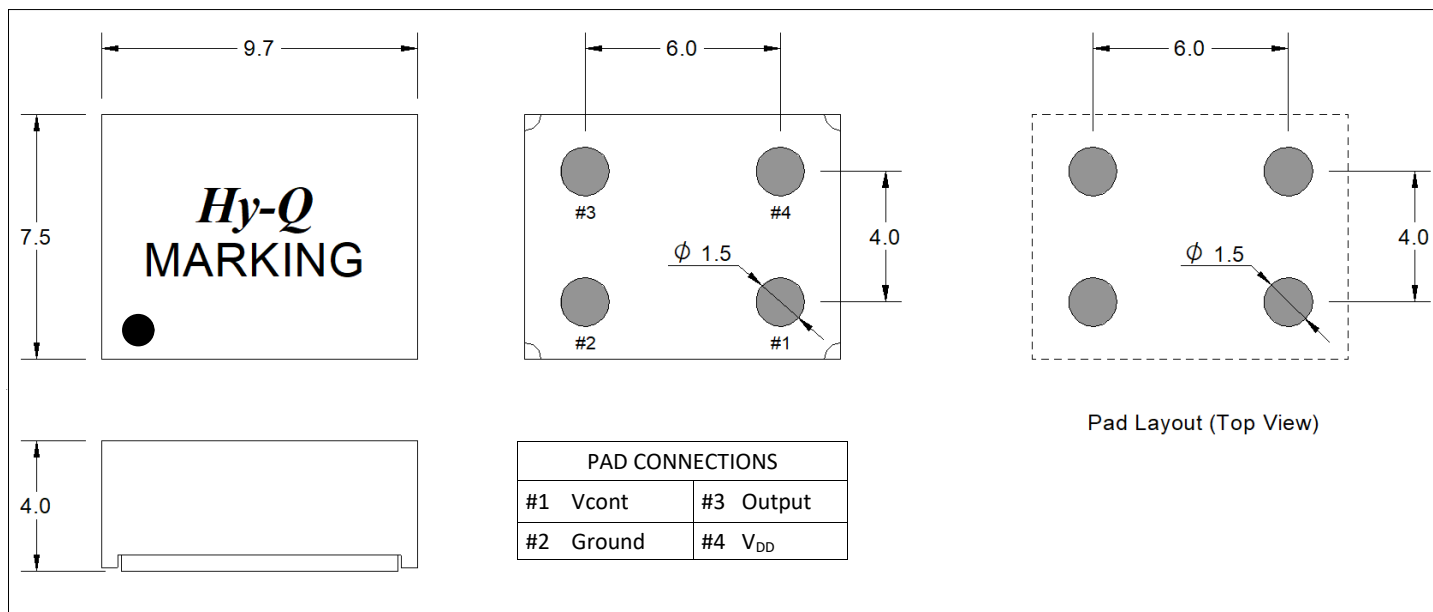 9.7
7.5
Hy-Q
MARKING
4.0
6.0
#3
#4
4.0
ϕ 1.5
#2
#1
6.0
4.0
ϕ 1.5
Pad Layout (Top View)
PAD CONNECTIONS
#1 Vcont #3 Output
#2 Ground #4 VDD